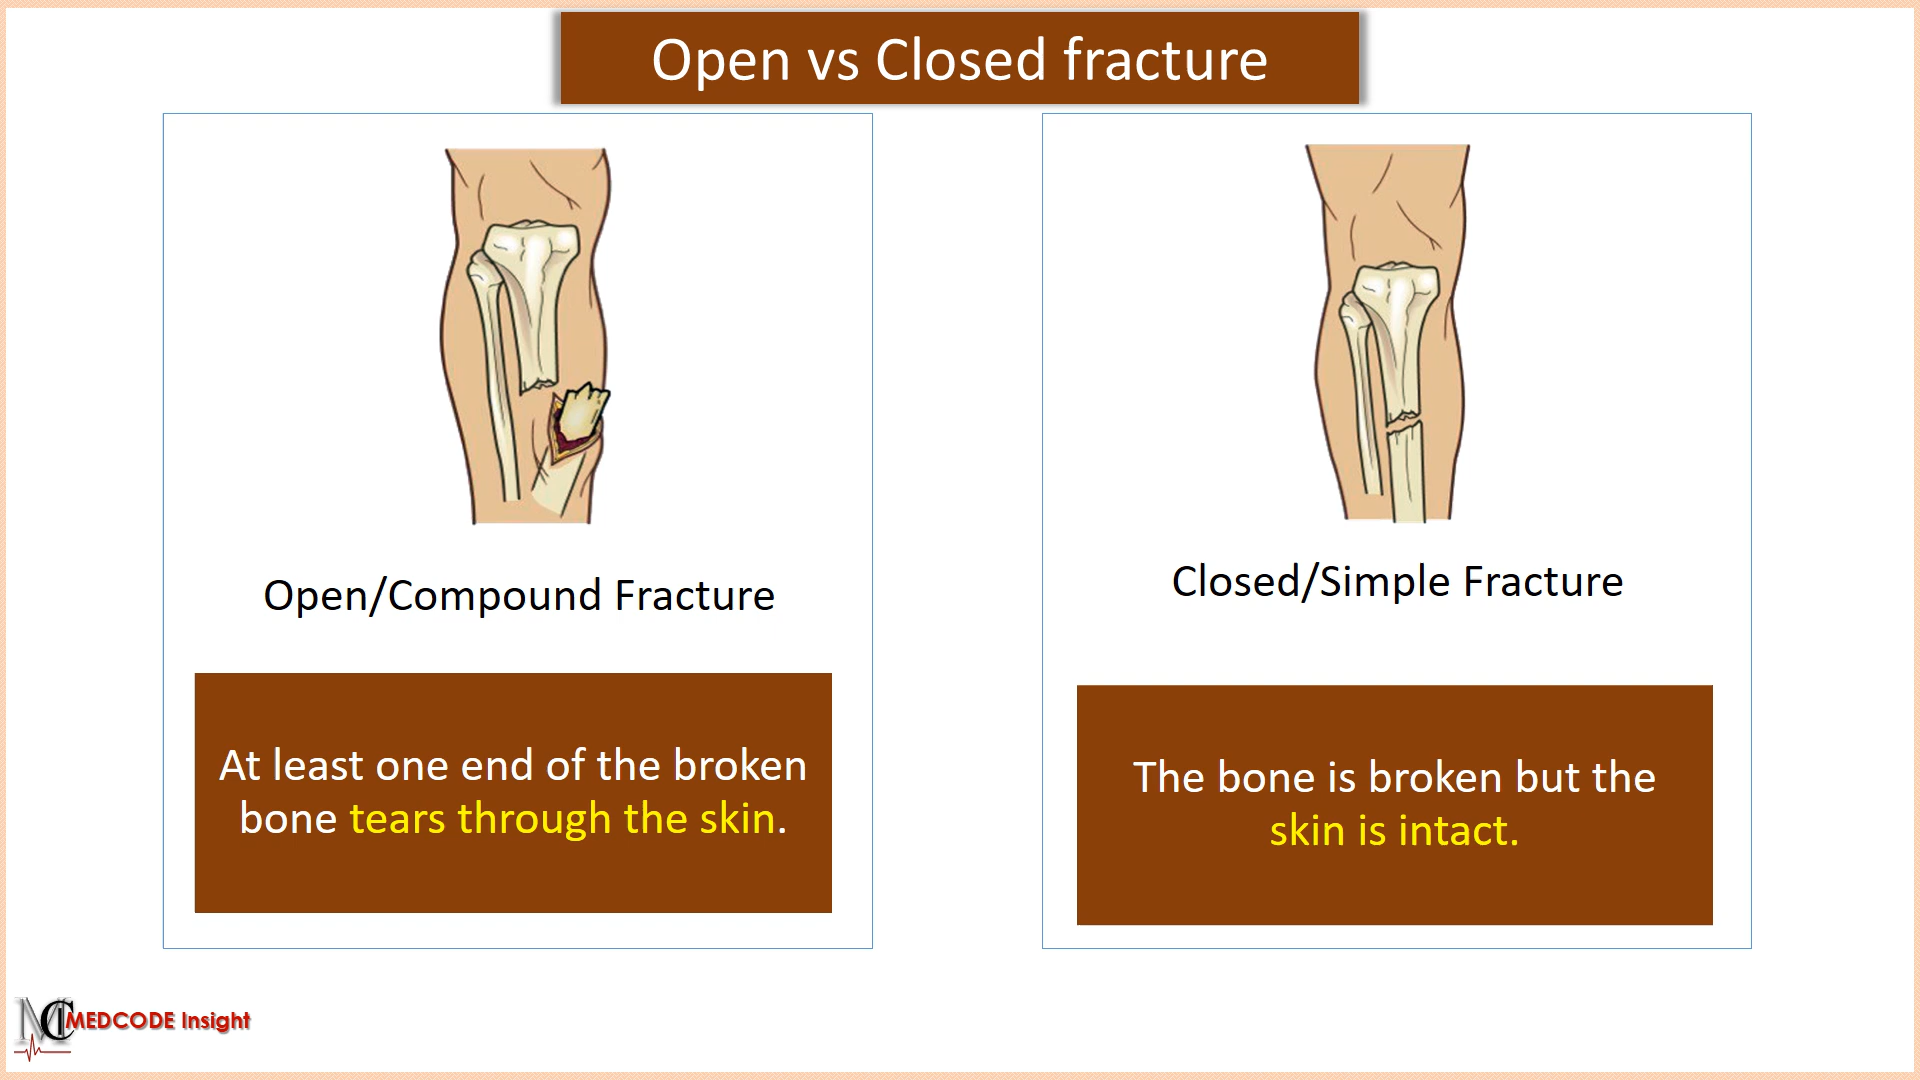 Open vs Closed fracture
Open/Compound Fracture
At least one end of the broken
bone tears through the skin.
Closed/Simple Fracture
The bone is broken but the
skin is intact.
MCI MEDCODE Insight